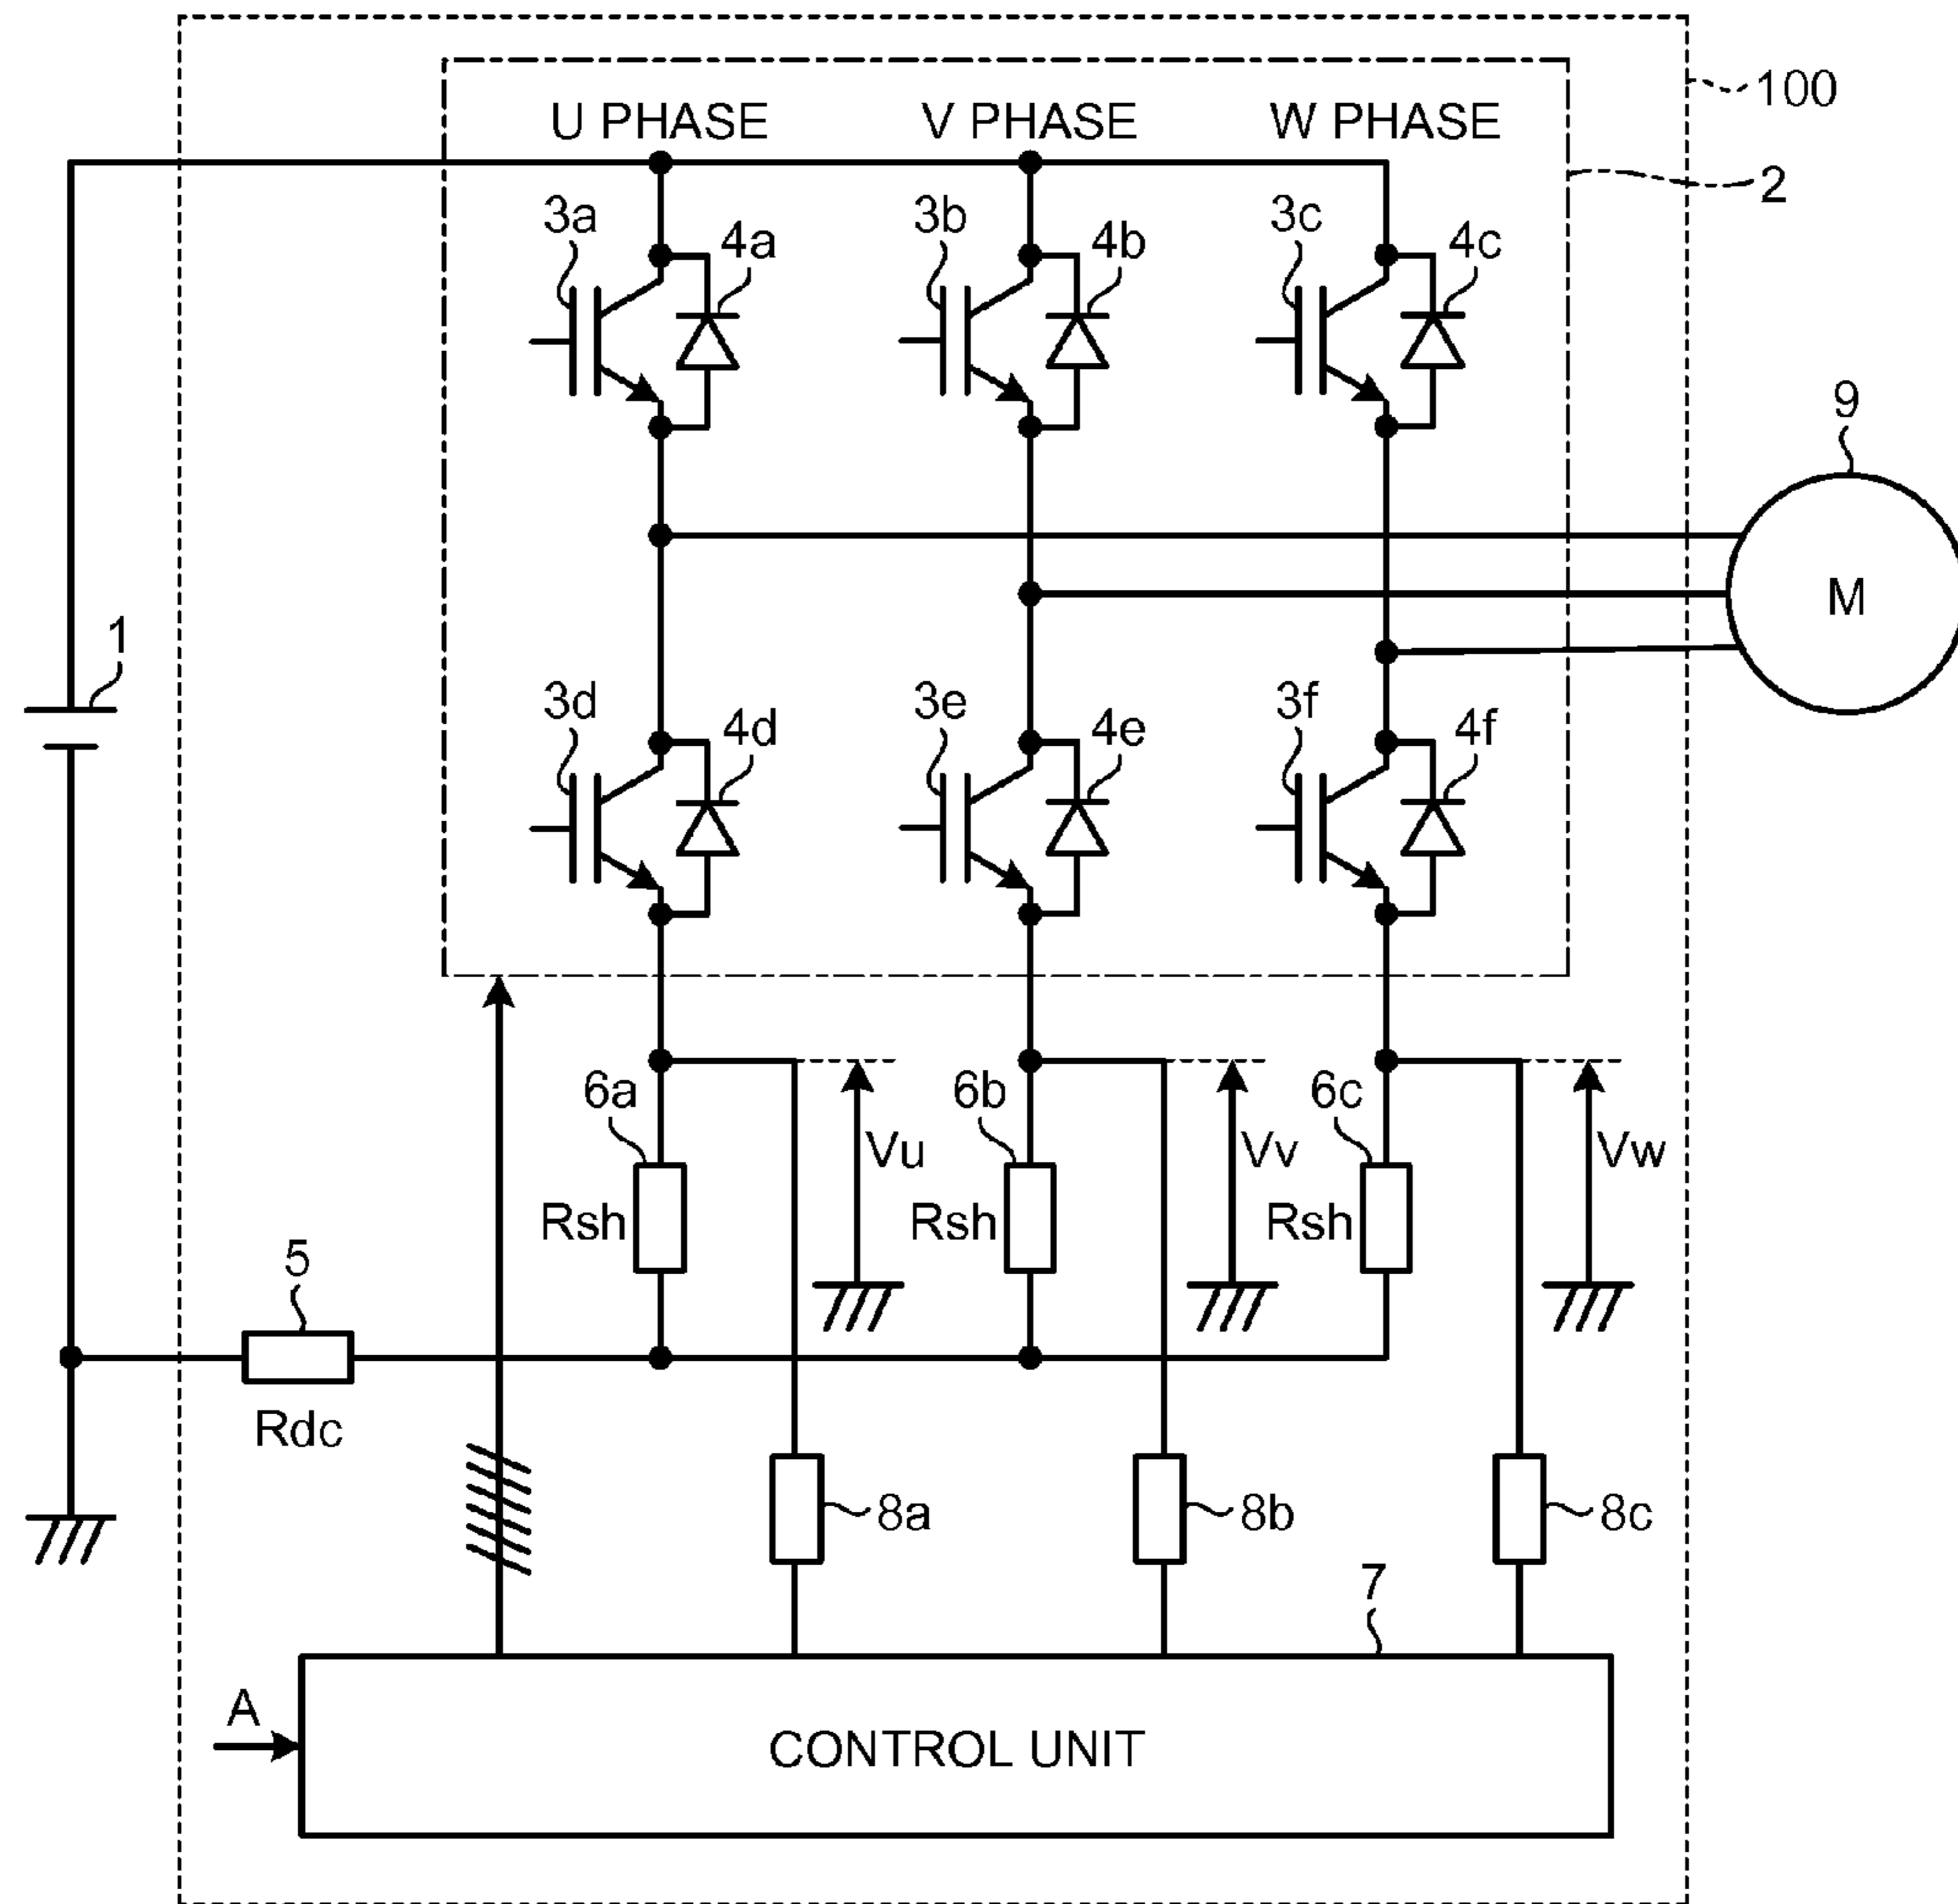 100
U PHASE V PHASE W PHASE
2
3a 4a 3b 4b 3c 4c
9
M
1
3d 4d 3e 4e 3f 4f
6a 6b 6c
Vu Vv Vw
Rsh Rsh Rsh
5
Rdc
8a 8b 8c
7
A
CONTROL UNIT